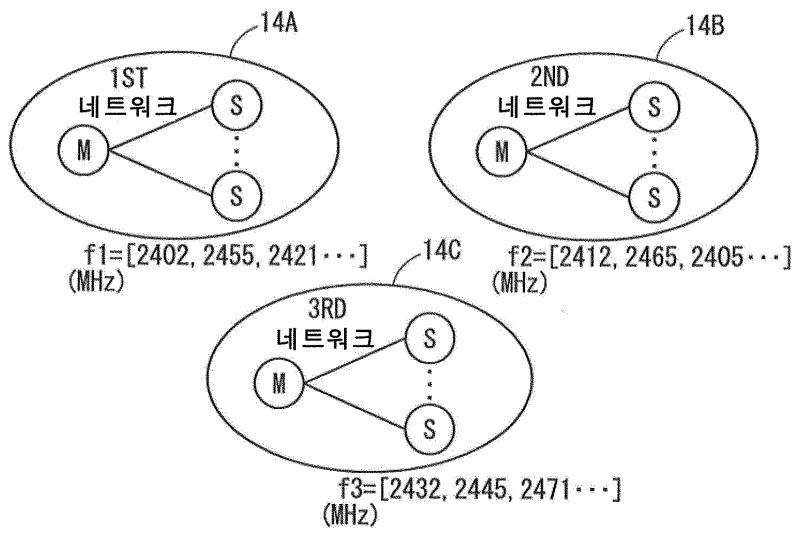 14A
1ST
네트워크
M
S
S
f1=[2402, 2455, 2421･･･]
(MHz)
14B
2ND
네트워크
M
S
S
f2=[2412, 2465, 2405･･･]
(MHz)
14C
3RD
네트워크
M
S
S
f3=[2432, 2445, 2471･･･]
(MHz)